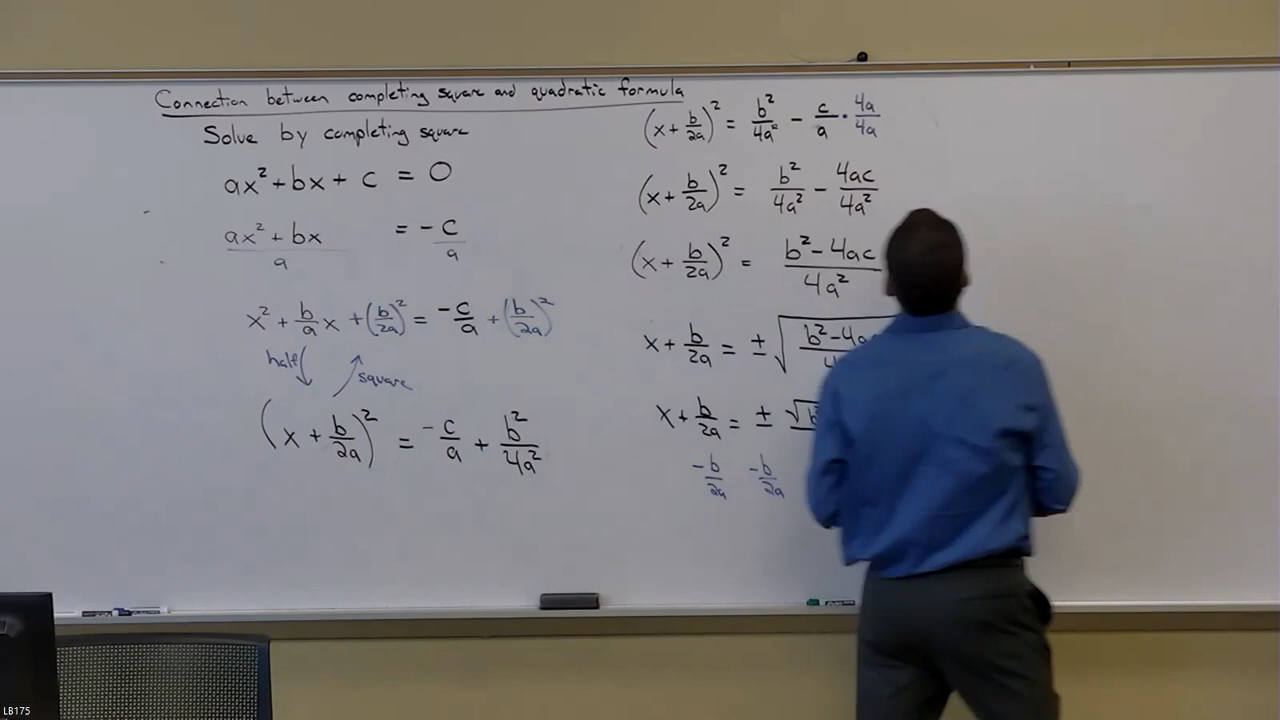 Connection between completing square and quadratic formula
Solve by completing square
ax² + bx + c = 0
ax² + bx = -c
a a
x² + b/a x + (b/2a)² = -c/a + (b/2a)²
half square
(x + b/2a)² = -c/a + b²/4a²
(x + b/2a)² = b²/4a² - c/a · 4a/4a
(x + b/2a)² = b²/4a² - 4ac/4a²
(x + b/2a)² = b² - 4ac/4a²
x + b/2a = ± √b² - 4a
x + b/2a = ± √b
-b/2a -b/2a
LB175